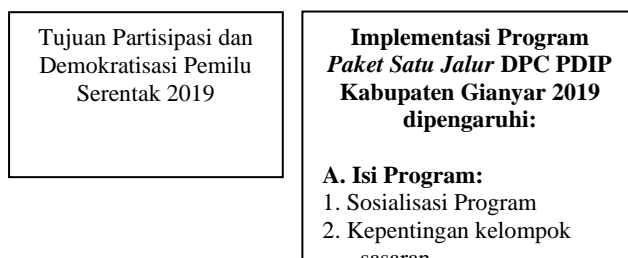 Tujuan Partisipasi dan
Demokratisasi Pemilu
Serentak 2019
Implementasi Program
Paket Satu Jalur DPC PDIP
Kabupaten Gianyar 2019
dipengaruhi:
A. Isi Program:
1. Sosialisasi Program
2. Kepentingan kelompok
sasaran